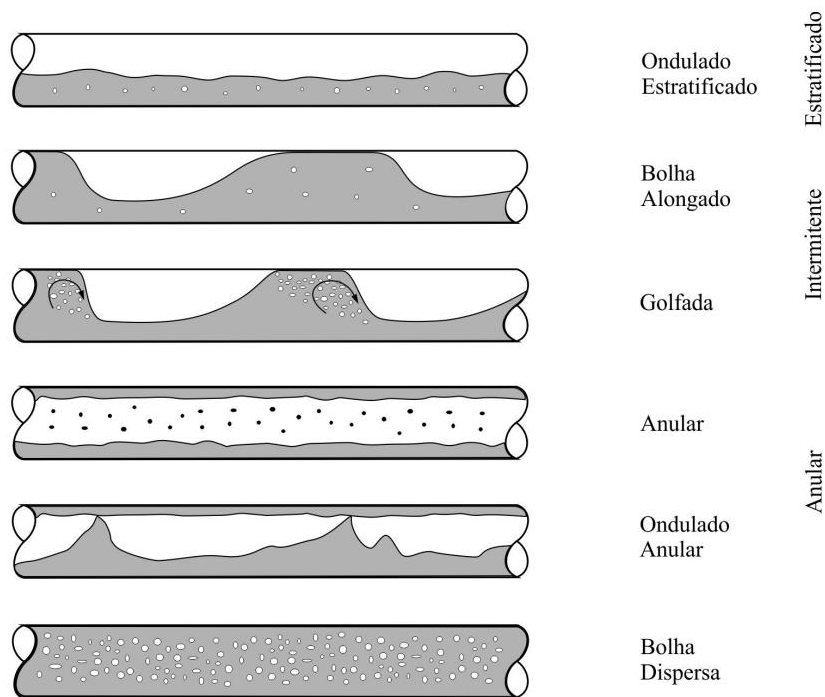 Ondulado
Estratificado
Estratificado
Bolha
Alongado
Intermitente
Golfada
Anular
Anular
Ondulado
Anular
Bolha
Dispersa